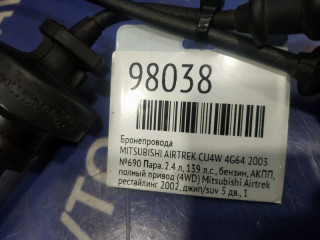 98038
Бронепровода
MITSUBISHI AIRTREK CU4W 4G64 2003
№690 Пара. 2.4 л, 139 л.с., бензин, АКПП,
полный привод (4WD) Mitsubishi Airtrek
рестайлинг 2002, джип/suv 5 дв., 1